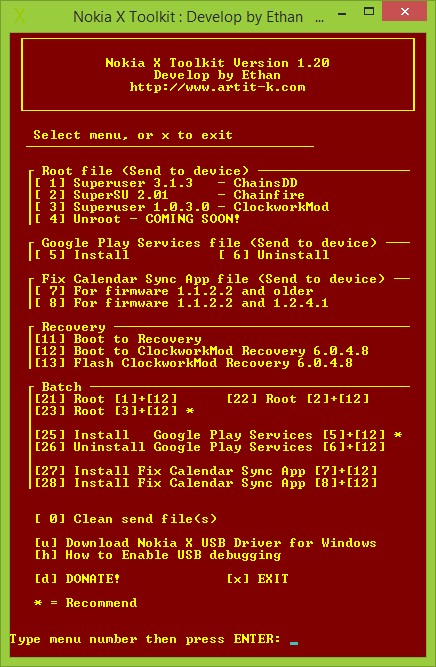 Nokia X Toolkit : Develop by Ethan ...
Nokia X Toolkit Version 1.20
Develop by Ethan
http://www.artit-k.com
Select menu, or x to exit
Root file (Send to device)
[ 1] Superuser 3.1.3 - ChainsDD
[ 2] SuperSU 2.01 - Chainfire
[ 3] Superuser 1.0.3.0 - ClockworkMod
[ 4] Unroot - COMING SOON!
Google Play Services file (Send to device)
[ 5] Install [ 6] Uninstall
Fix Calendar Sync App file (Send to device)
[ 7] For firmware 1.1.2.2 and older
[ 8] For firmware 1.1.2.2 and 1.2.4.1
Recovery
[11] Boot to Recovery
[12] Boot to ClockworkMod Recovery 6.0.4.8
[13] Flash ClockworkMod Recovery 6.0.4.8
Batch
[21] Root [1]+[12] [22] Root [2]+[12]
[23] Root [3]+[12] *
[25] Install Google Play Services [5]+[12] *
[26] Uninstall Google Play Services [6]+[12]
[27] Install Fix Calendar Sync App [7]+[12]
[28] Install Fix Calendar Sync App [8]+[12]
[ 0] Clean send file(s)
[u] Download Nokia X USB Driver for Windows
[h] How to Enable USB debugging
[d] DONATE! [x] EXIT
* = Recommend
Type menu number then press ENTER: _